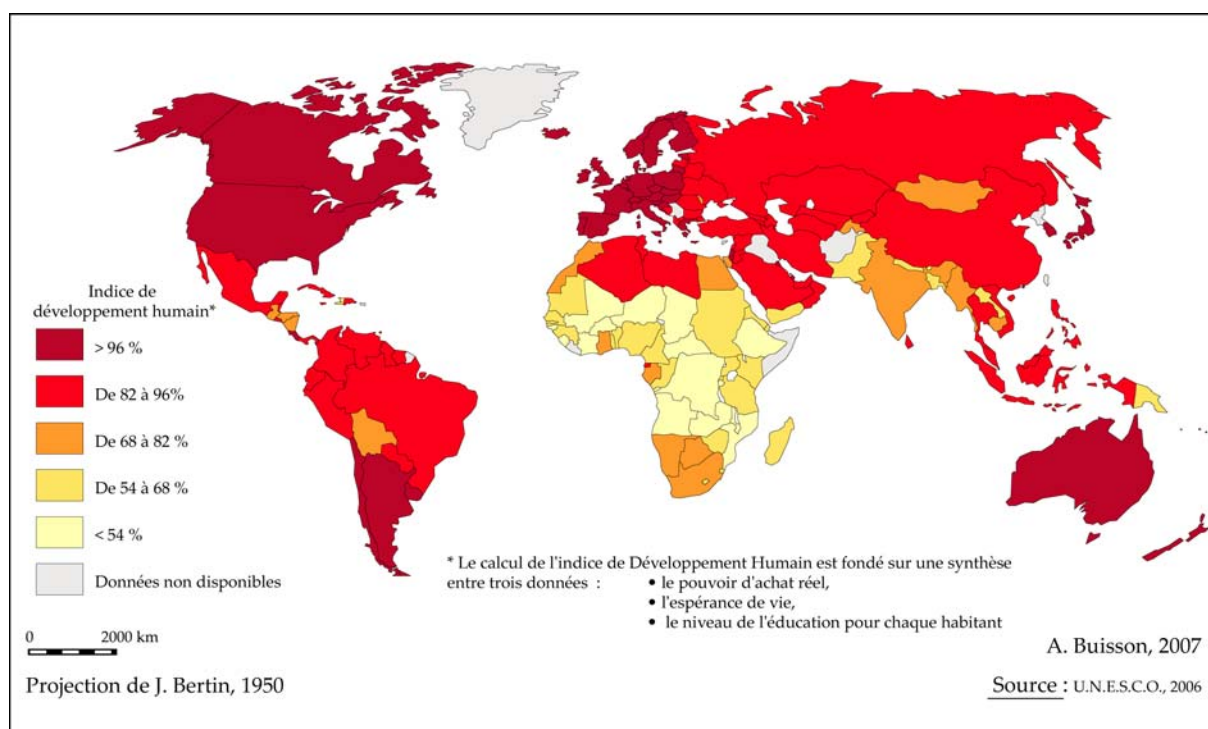 Indice de
développement humain*
> 96 %
De 82 à 96%
De 68 à 82 %
De 54 à 68 %
< 54 %
Données non disponibles
0 2000 km
Projection de J. Bertin, 1950
* Le calcul de l'indice de Développement Humain est fondé sur une synthèse
entre trois données :
• le pouvoir d'achat réel,
• l'espérance de vie,
• le niveau de l'éducation pour chaque habitant
A. Buisson, 2007
Source : U.N.E.S.C.O., 2006